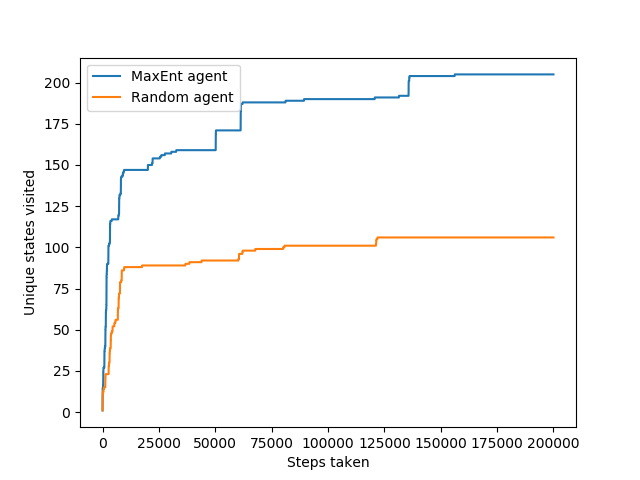 MaxEnt agent
Random agent
Unique states visited
200
175
150
125
100
75
50
25
0
0 25000 50000 75000 100000 125000 150000 175000 200000
Steps taken